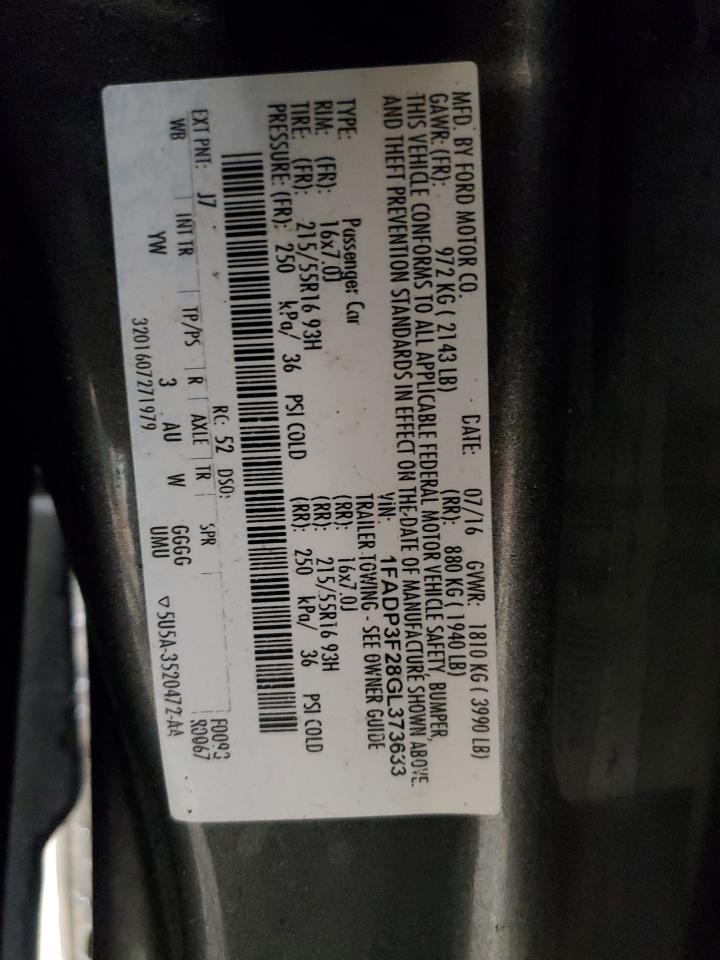 MFD. BY FORD MOTOR CO.
DATE: 07/16 GVWR: 1810 KG ( 3990 LB)
GAWR: (FR): 972 KG ( 2143 LB) (RR): 880 KG ( 1940 LB)
THIS VEHICLE CONFORMS TO ALL APPLICABLE FEDERAL MOTOR VEHICLE SAFETY, BUMPER,
AND THEFT PREVENTION STANDARDS IN EFFECT ON THE DATE OF MANUFACTURE SHOWN ABOVE.
VIN: 1FADP3F28GL373633
TYPE: Passenger Car TRAILER TOWING - SEE OWNER GUIDE
RIM: (FR): 16x7.0J (RR): 16x7.0J
TIRE: (FR): 215/55R16 93H (RR): 215/55R16 93H
PRESSURE: (FR): 250 kPa/ 36 PSI COLD (RR): 250 kPa/ 36 PSI COLD
EXT PNT: J7 RC: 52 DSO: F0093
WB INT TR TP/PS R AXLE TR SPR R0067
YW 3 AU W GGGG
UMU
3201607271979 ▽5U5A-3520472-AA